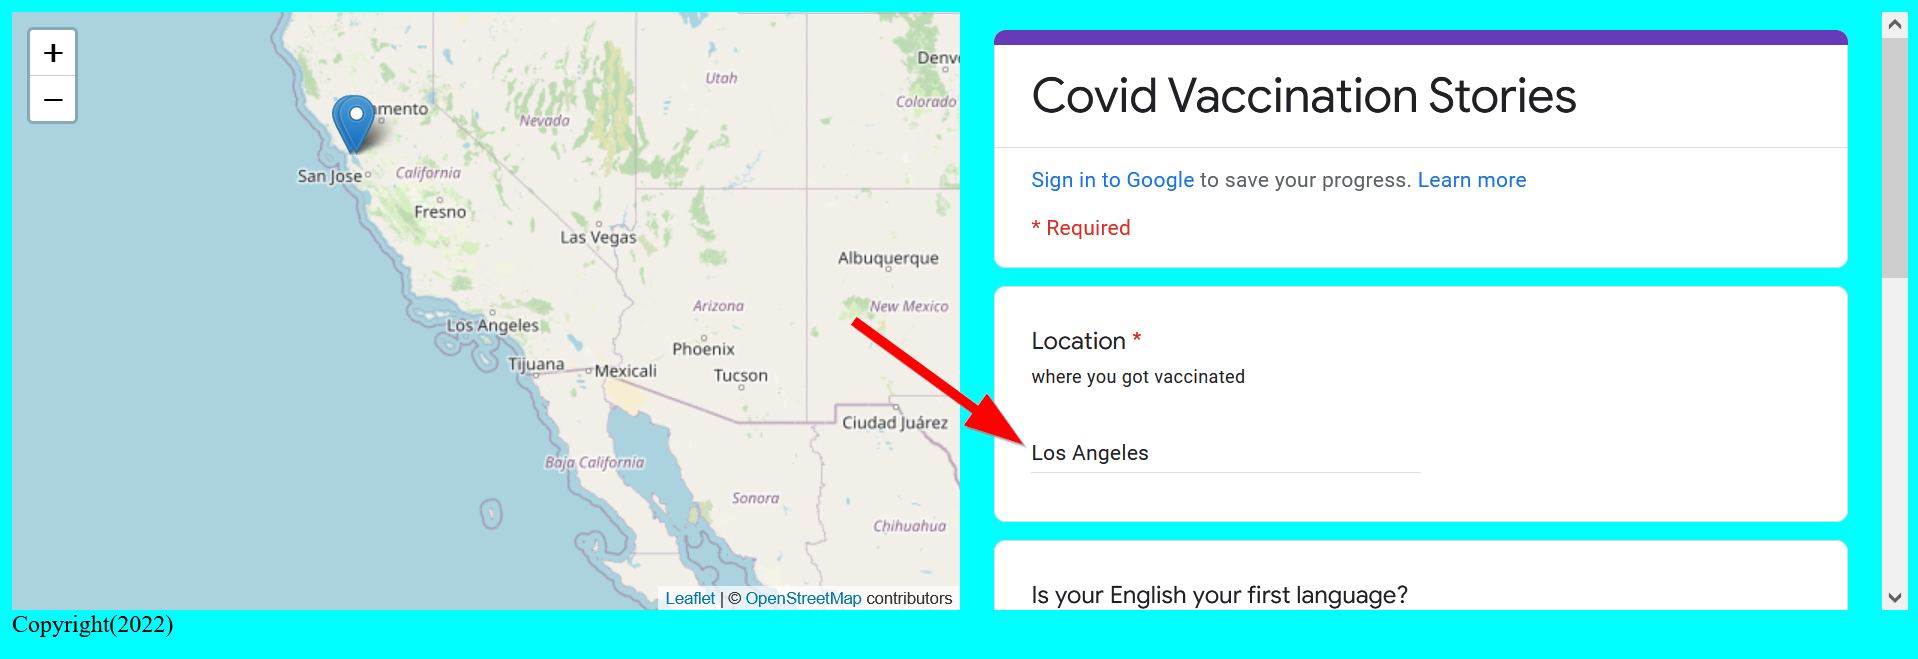 +
−
amento
San Jose
California
Fresno
Nevada
Utah
Denv
Colorado
Las Vegas
Albuquerque
Arizona
New Mexico
Los Angeles
Phoenix
Tijuana
Mexicali
Tucson
Ciudad Juárez
Baja California
Sonora
Chihuahua
Leaflet | © OpenStreetMap contributors
Covid Vaccination Stories
Sign in to Google to save your progress. Learn more
* Required
Location *
where you got vaccinated
Los Angeles
Is your English your first language?
Copyright(2022)